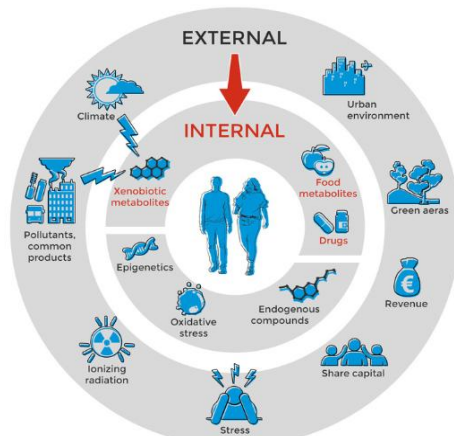 EXTERNAL
Climate
Urban
environment
INTERNAL
Xenobiotic
metabolites
Food
metabolites
Pollutants,
common
products
Green aeras
Drugs
Epigenetics
Oxidative
stress
Endogenous
compounds
€
Revenue
Ionizing
radiation
Share capital
Stress